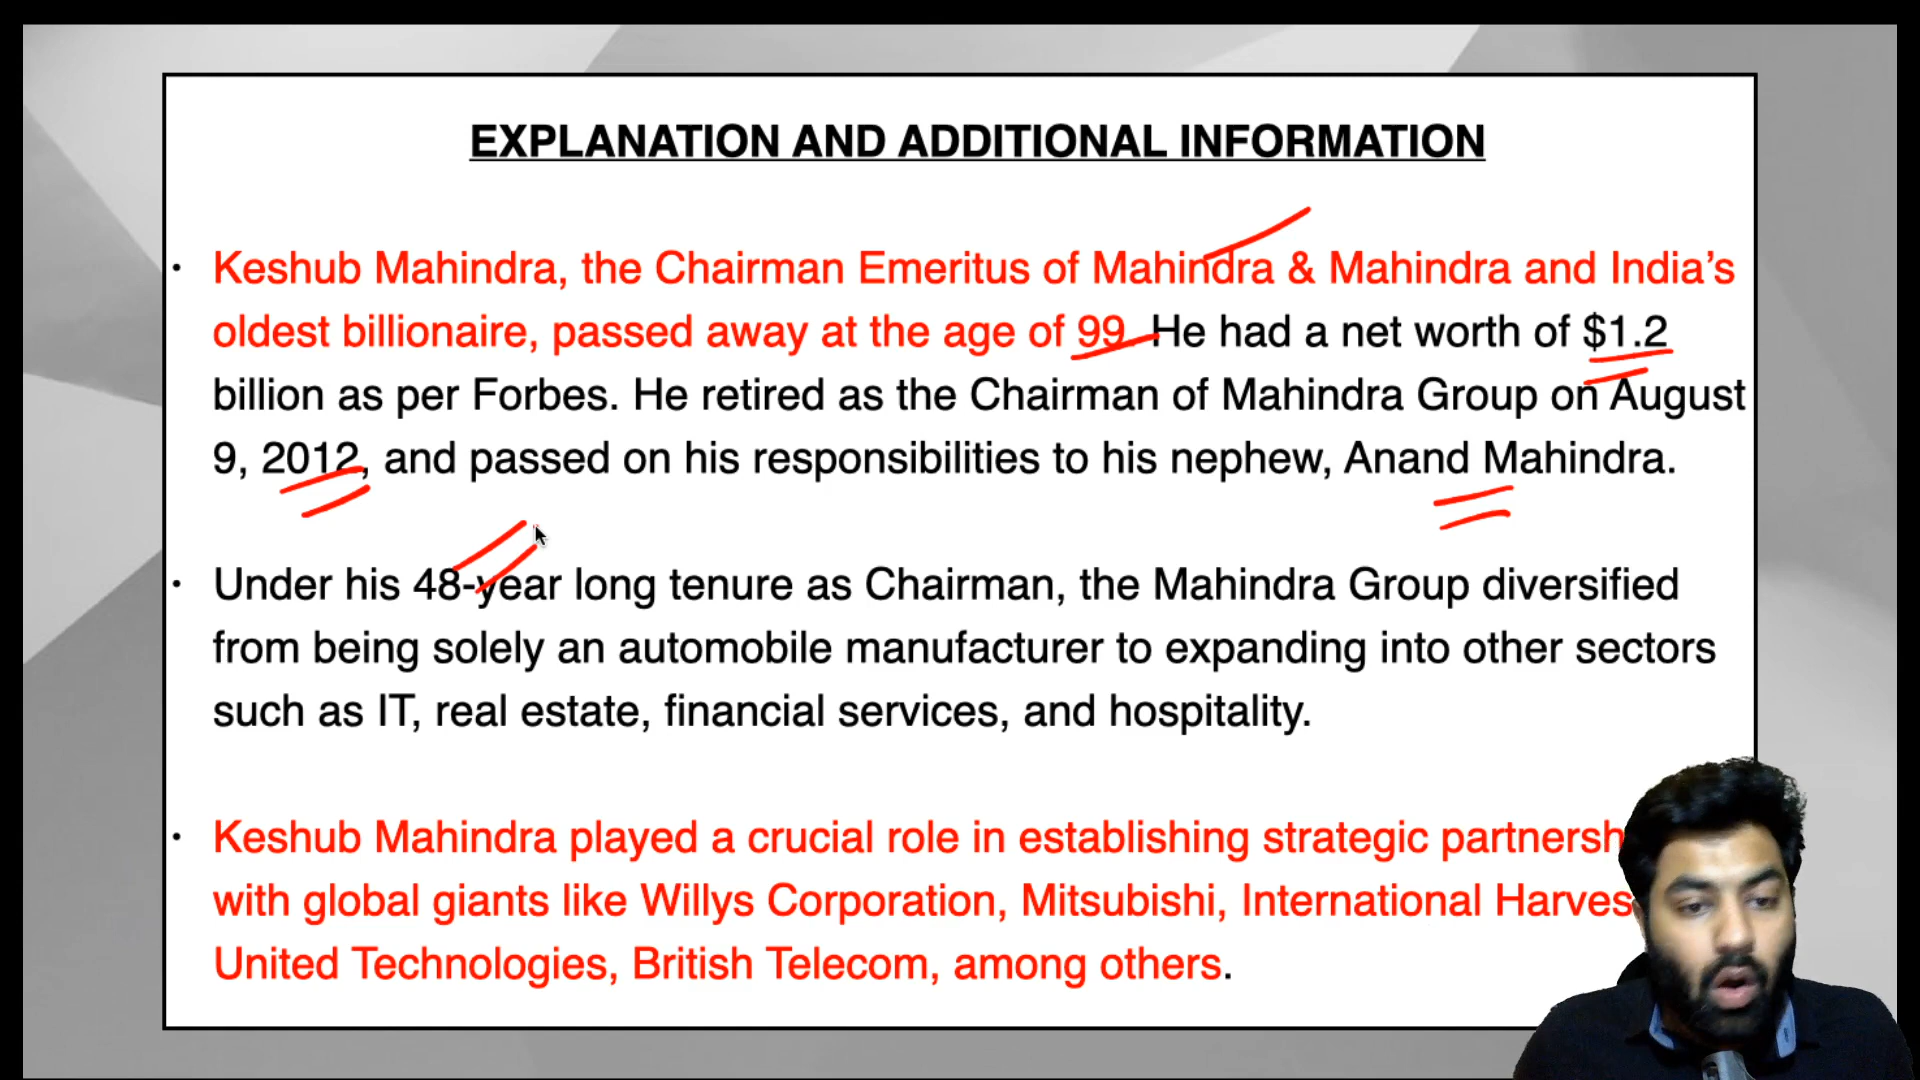 EXPLANATION AND ADDITIONAL INFORMATION
• Keshub Mahindra, the Chairman Emeritus of Mahindra & Mahindra and India’s
oldest billionaire, passed away at the age of 99. He had a net worth of $1.2
billion as per Forbes. He retired as the Chairman of Mahindra Group on August
9, 2012, and passed on his responsibilities to his nephew, Anand Mahindra.
• Under his 48-year long tenure as Chairman, the Mahindra Group diversified
from being solely an automobile manufacturer to expanding into other sectors
such as IT, real estate, financial services, and hospitality.
• Keshub Mahindra played a crucial role in establishing strategic
with global giants like Willys Corporation, Mitsubishi, International
United Technologies, British Telecom, among others.